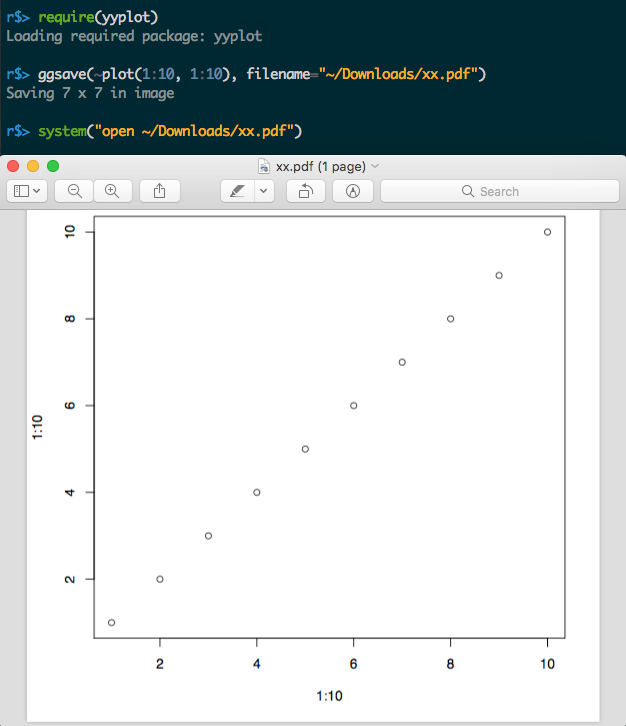 r$> require(yyplot)
Loading required package: yyplot
r$> ggsave(~plot(1:10, 1:10), filename="~/Downloads/xx.pdf")
Saving 7 x 7 in image
r$> system("open ~/Downloads/xx.pdf")
xx.pdf (1 page)
Search
10
8
6
4
2
1:10
2 4 6 8 10
1:10